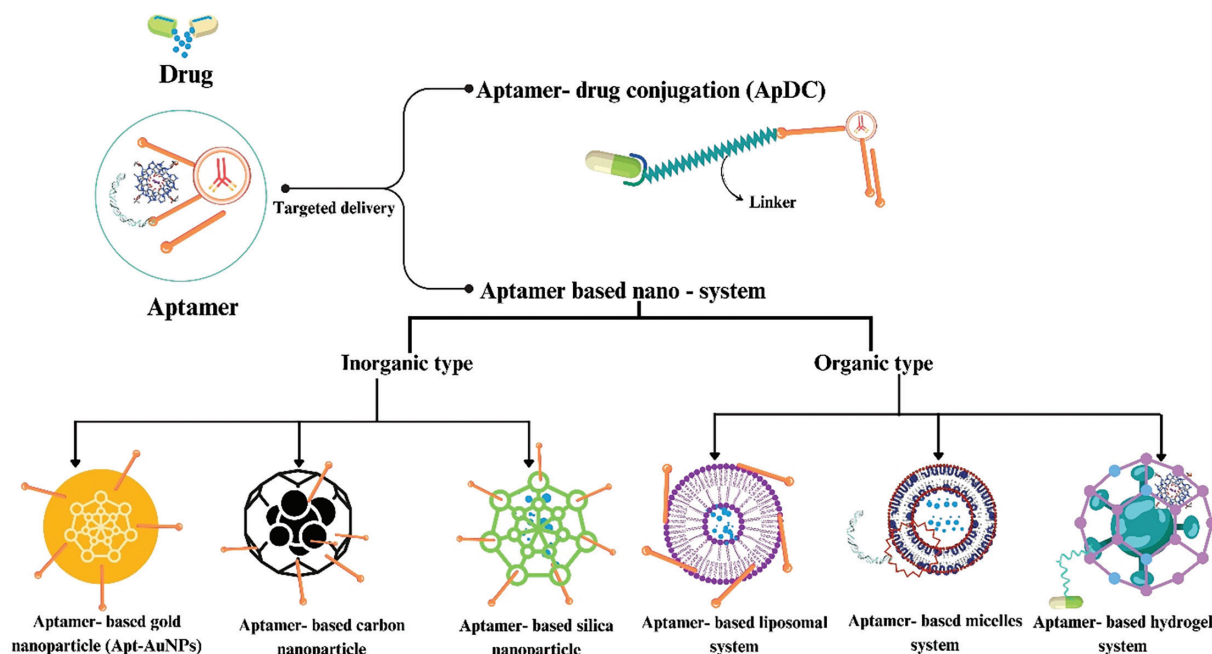 Drug
Aptamer- drug conjugation (ApDC)
Linker
Targeted delivery
Aptamer
Aptamer based nano - system
Inorganic type
Organic type
Aptamer- based gold
nanoparticle (Apt-AuNPs)
Aptamer- based carbon
nanoparticle
Aptamer- based silica
nanoparticle
Aptamer- based liposomal
system
Aptamer- based micelles
system
Aptamer- based hydrogel
system